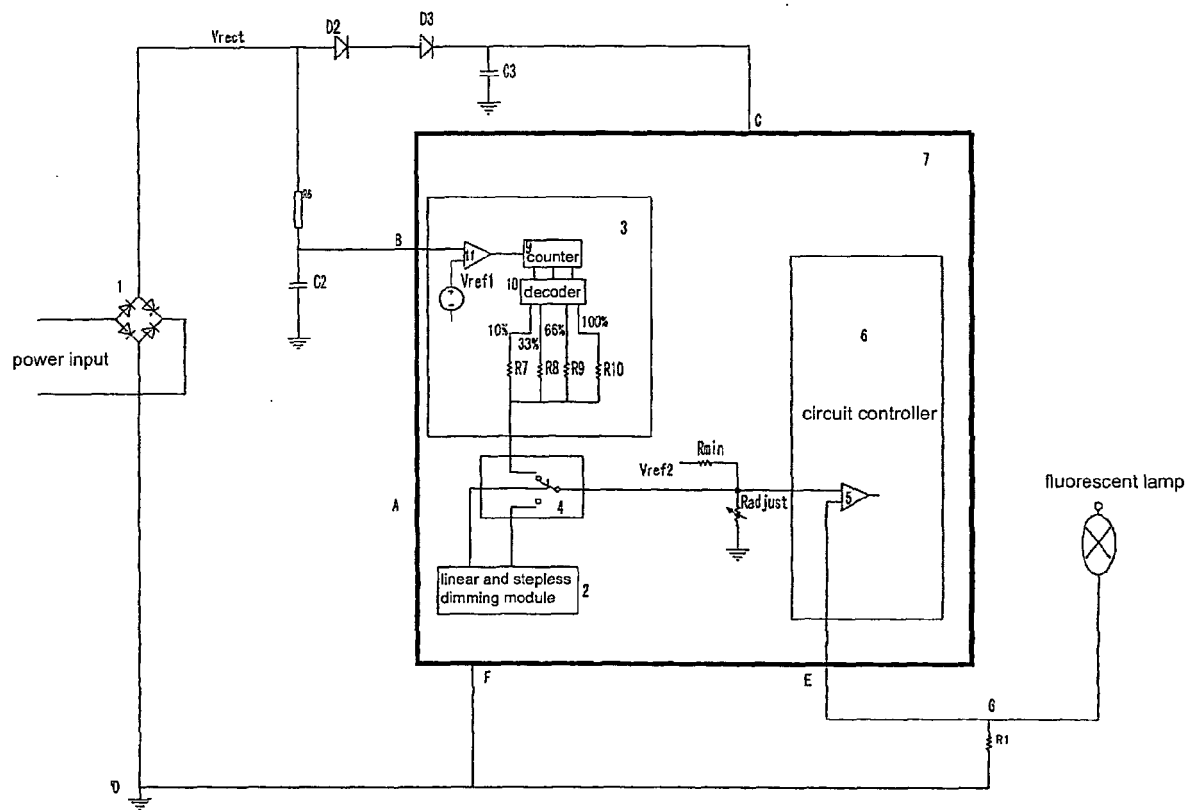 D2
D3
Vrect
C3
C
7
R6
3
B
11
9
counter
Vref1
10
decoder
C2
1
10%
33%
66%
100%
R7
R8
R9
R10
power input
6
circuit controller
Rmin
Vref2
Radjust
5
4
A
fluorescent lamp
linear and stepless
dimming module
2
F
E
G
R1
D